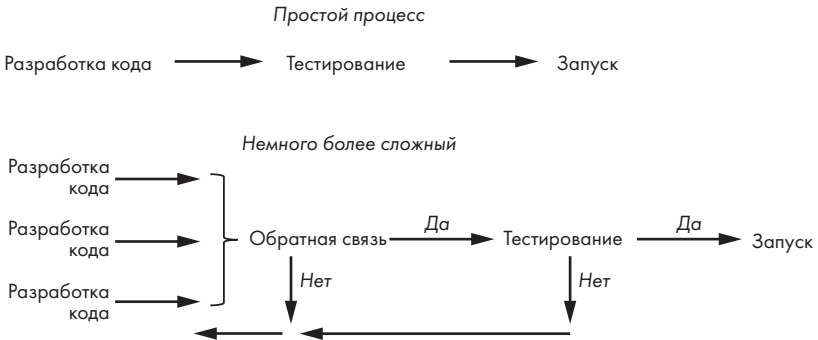 Простой процесс
Разработка кода
Тестирование
Запуск
Немного более сложный
Разработка
кода
Разработка
кода
Разработка
кода
Обратная связь
Да
Тестирование
Да
Запуск
Нет
Нет